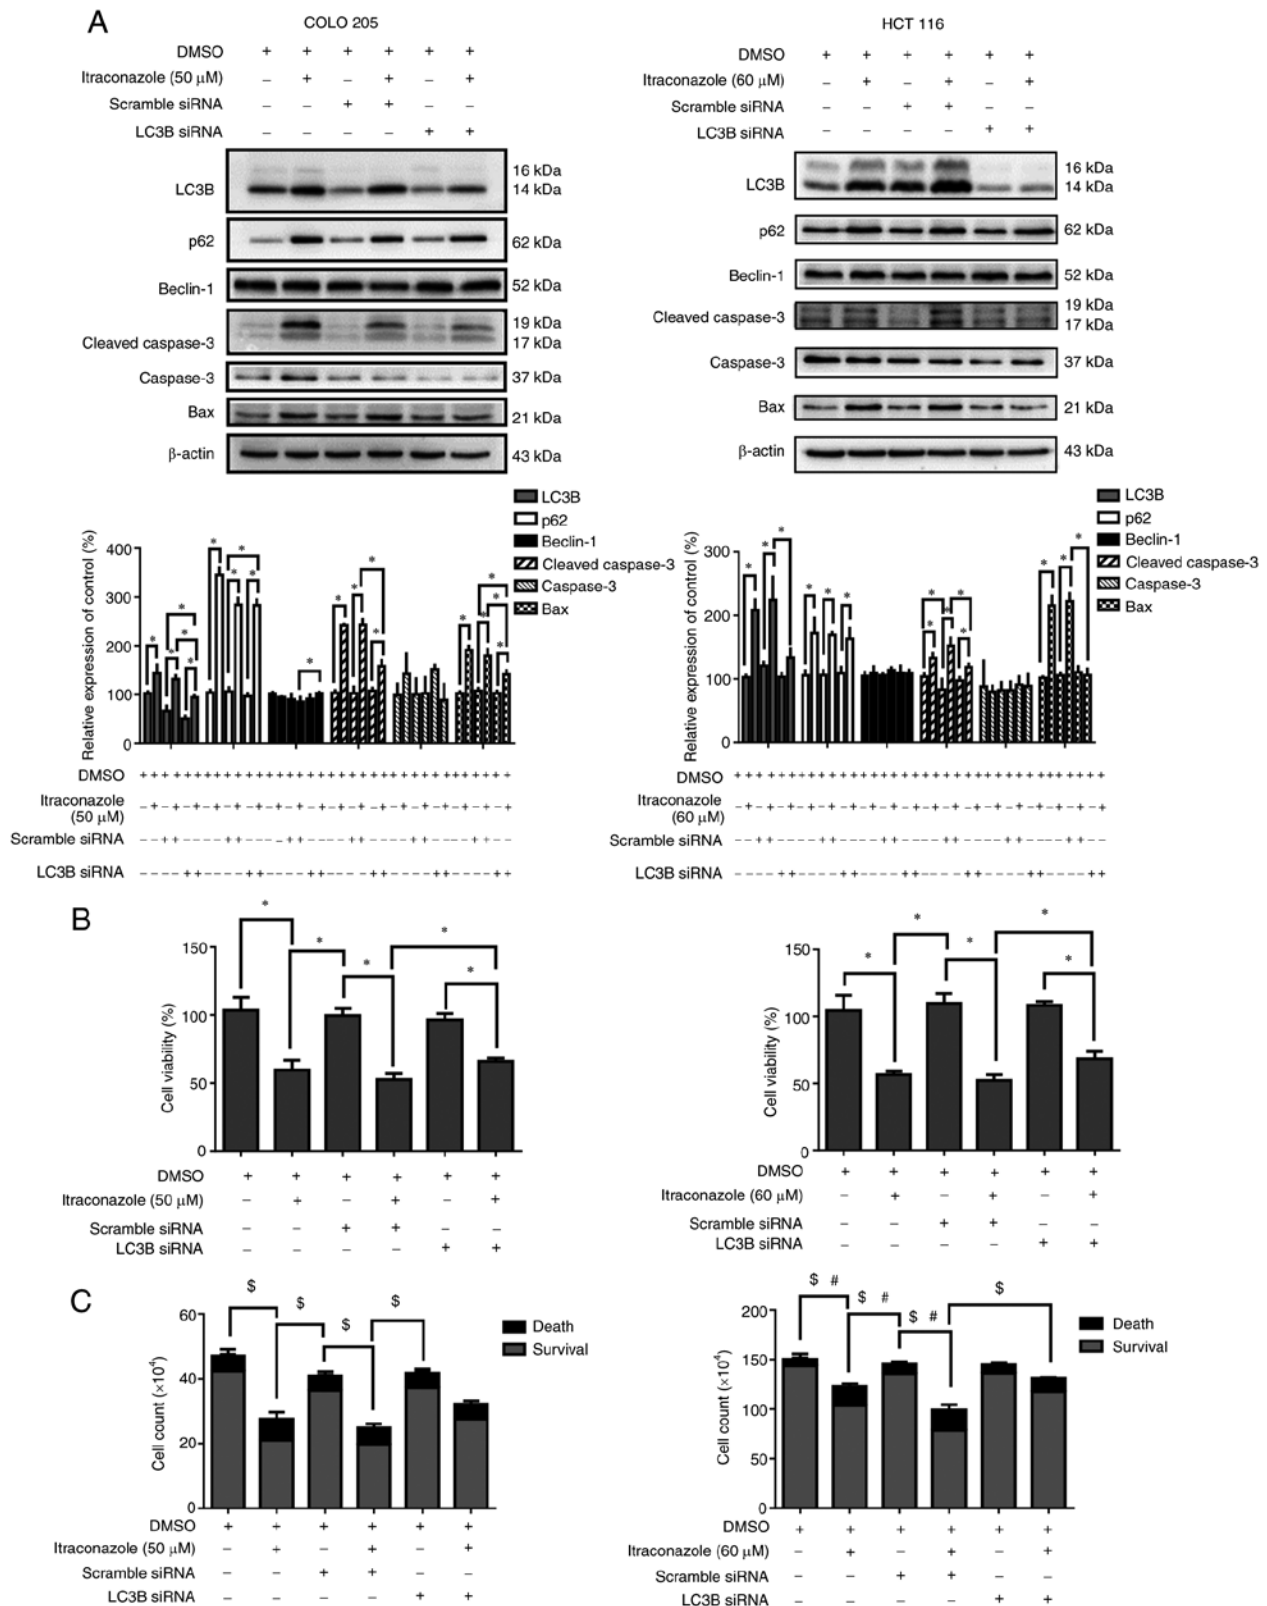 A
COLO 205
DMSO + + + + + +
Itraconazole (50 µM) – + – + – +
Scramble siRNA – – + + – –
LC3B siRNA – – – – + +
LC3B
16 kDa
14 kDa
p62 62 kDa
Beclin-1 52 kDa
Cleaved caspase-3
19 kDa
17 kDa
Caspase-3 37 kDa
Bax 21 kDa
β-actin 43 kDa
HCT 116
DMSO + + + + + +
Itraconazole (60 µM) – + – + – +
Scramble siRNA – – + + – –
LC3B siRNA – – – – + +
LC3B
16 kDa
14 kDa
p62 62 kDa
Beclin-1 52 kDa
Cleaved caspase-3
19 kDa
17 kDa
Caspase-3 37 kDa
Bax 21 kDa
β-actin 43 kDa
Relative expression of control (%)
400
300
200
100
0
LC3B
p62
Beclin-1
Cleaved caspase-3
Caspase-3
Bax
DMSO
Itraconazole
(50 µM)
Scramble siRNA
LC3B siRNA
Relative expression of control (%)
300
200
100
0
LC3B
p62
Beclin-1
Cleaved caspase-3
Caspase-3
Bax
DMSO
Itraconazole
(60 µM)
Scramble siRNA
LC3B siRNA
B
Cell viability (%)
150
100
50
0
* * * * *
DMSO + + + + + +
Itraconazole (50 µM) – + – + – +
Scramble siRNA – – + + – –
LC3B siRNA – – – – + +
Cell viability (%)
150
100
50
0
* * * * *
DMSO + + + + + +
Itraconazole (60 µM) – + – + – +
Scramble siRNA – – + + – –
LC3B siRNA – – – – + +
C
Cell count (×10⁴)
60
40
20
0
$ $ $ $
Death
Survival
DMSO + + + + + +
Itraconazole (50 µM) – + – + – +
Scramble siRNA – – + + – –
LC3B siRNA – – – – + +
Cell count (×10⁴)
200
150
100
50
0
$ # $ # $ # $
Death
Survival
DMSO + + + + + +
Itraconazole (60 µM) – + – + – +
Scramble siRNA – – + + – –
LC3B siRNA – – – – + +